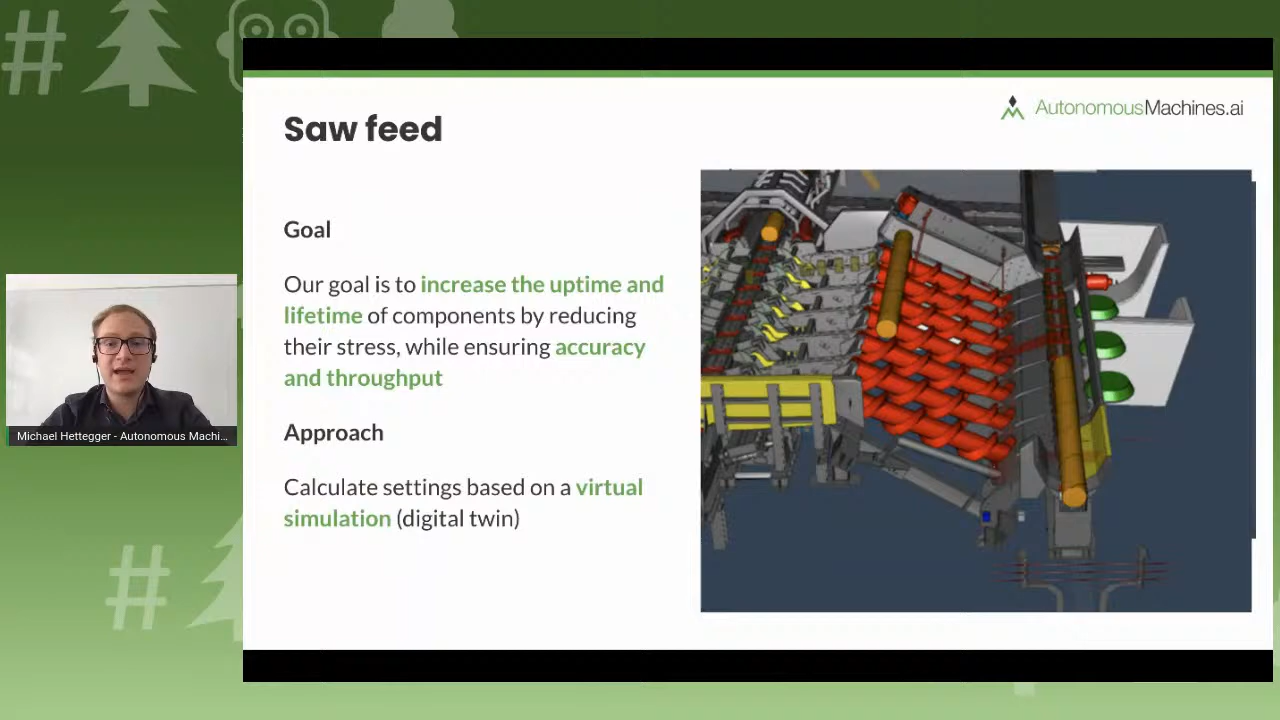 AutonomousMachines.ai
Saw feed
Goal
Our goal is to increase the uptime and
lifetime of components by reducing
their stress, while ensuring accuracy
and throughput
Approach
Calculate settings based on a virtual
simulation (digital twin)
Michael Hettegger - Autonomous Machi...
# 
#